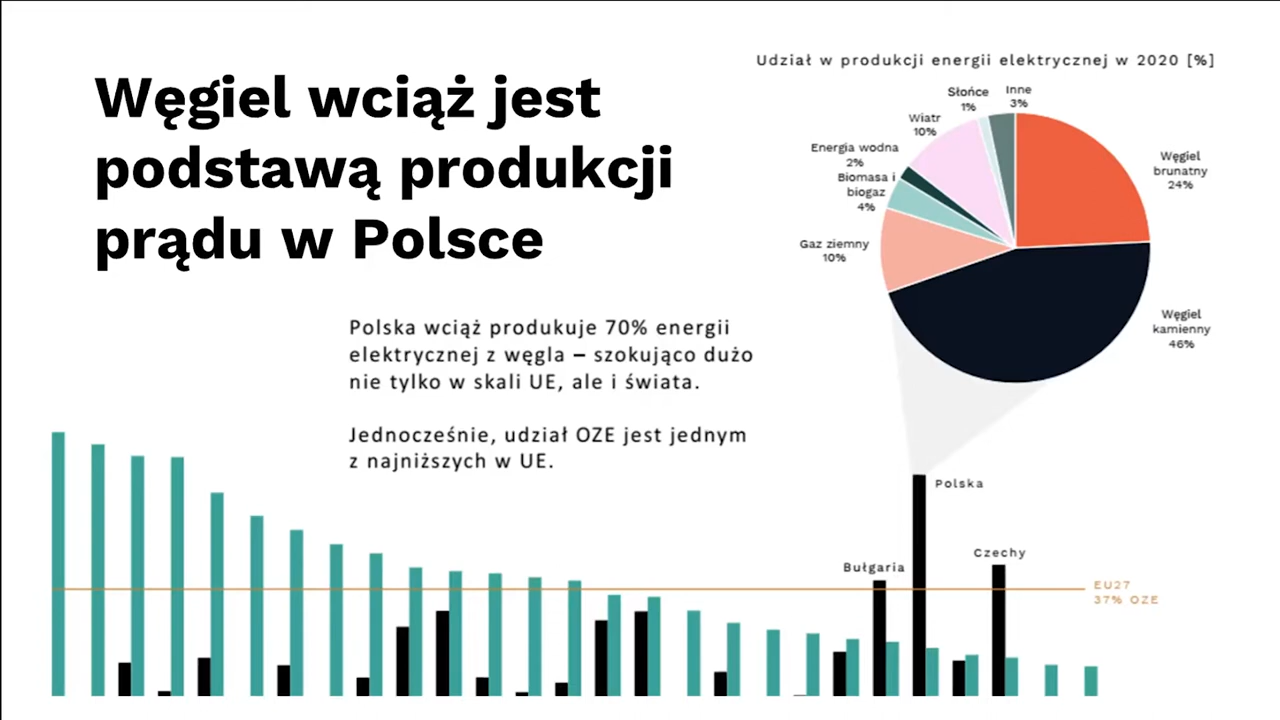 Węgiel wciąż jest
podstawą produkcji
prądu w Polsce
Polska wciąż produkuje 70% energii
elektrycznej z węgla – szokująco dużo
nie tylko w skali UE, ale i świata.
Jednocześnie, udział OZE jest jednym
z najniższych w UE.
Udział w produkcji energii elektrycznej w 2020 [%]
Słońce
1%
Inne
3%
Wiatr
10%
Energia wodna
2%
Biomasa i
biogaz
4%
Gaz ziemny
10%
Węgiel
brunatny
24%
Węgiel
kamienny
46%
Polska
Bułgaria
Czechy
EU27
37% OZE